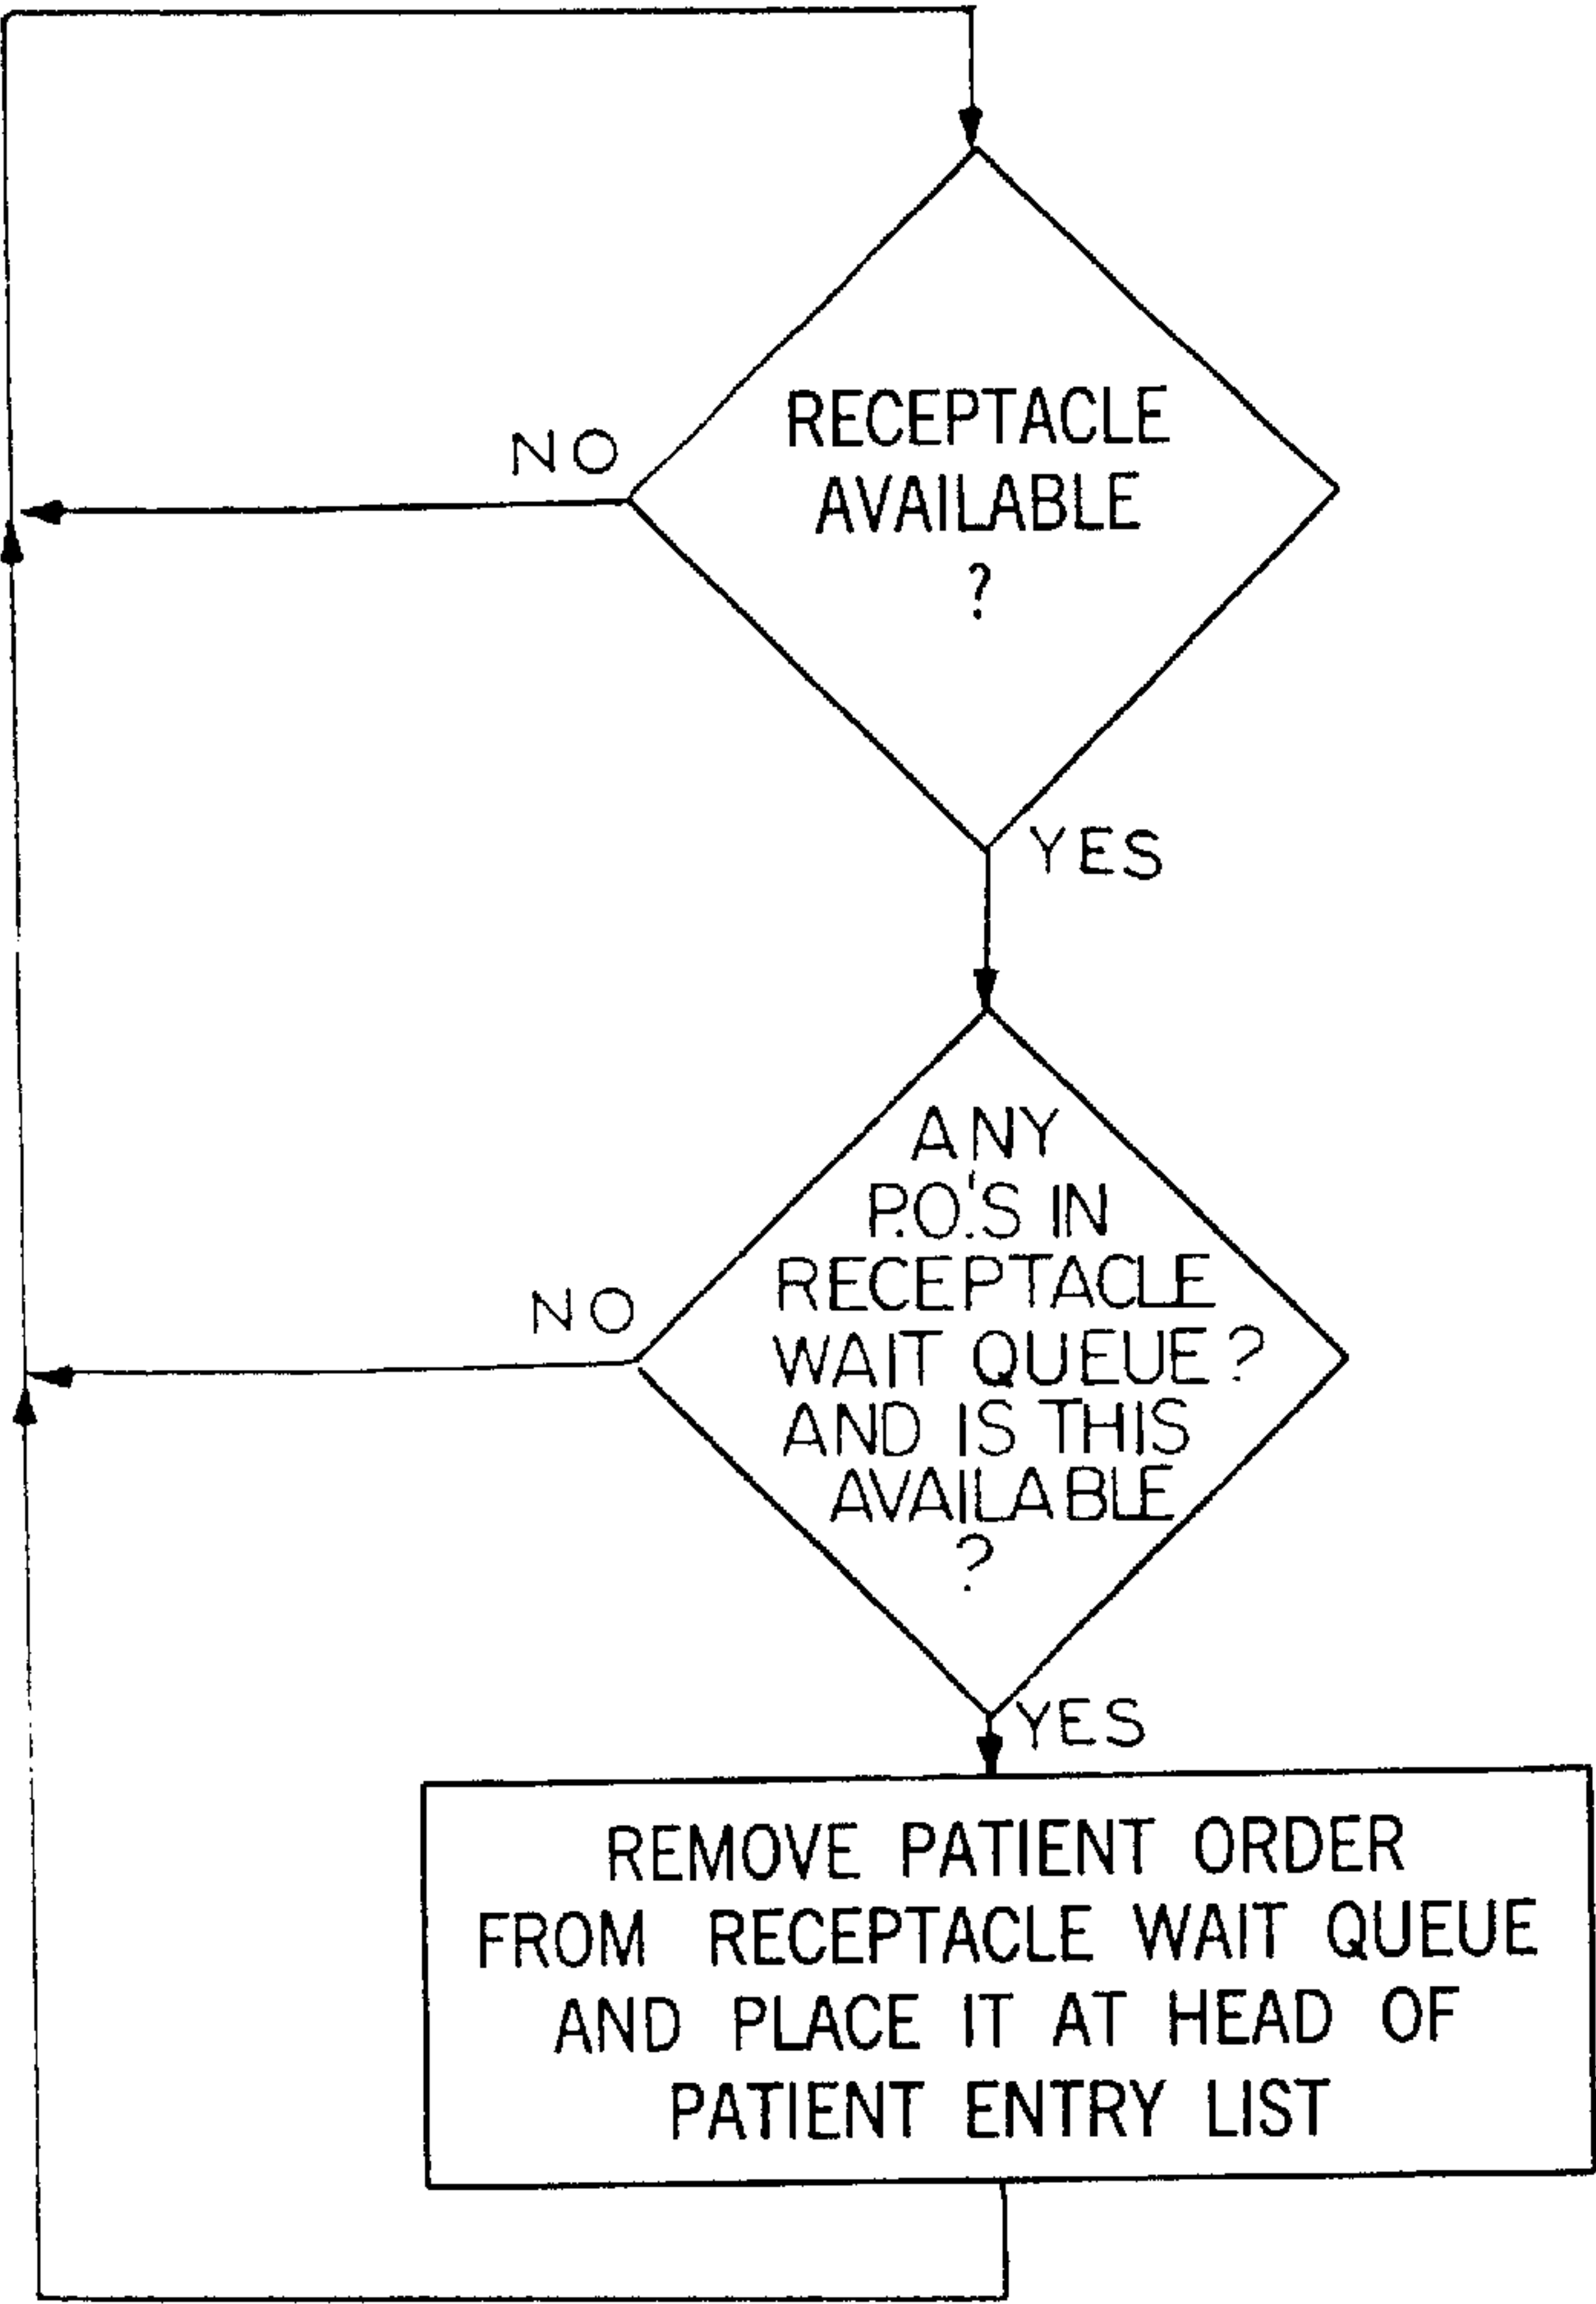 RECEPTACLE
AVAILABLE
?
NO
YES
ANY
P.O.'S IN
RECEPTACLE
WAIT QUEUE?
AND IS THIS
AVAILABLE
?
NO
YES
REMOVE PATIENT ORDER
FROM RECEPTACLE WAIT QUEUE
AND PLACE IT AT HEAD OF
PATIENT ENTRY LIST